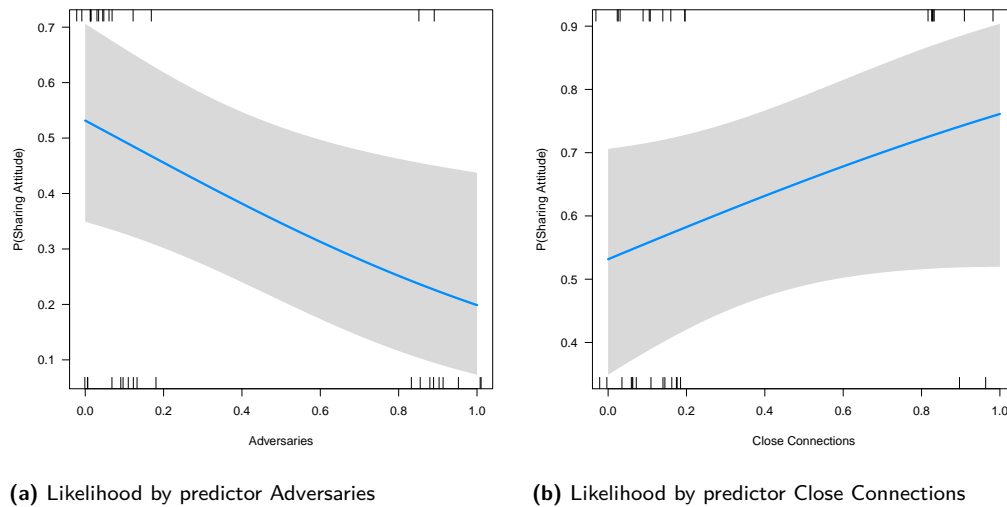 0.7
0.6
0.5
0.4
0.3
0.2
0.1
P(Sharing Attitude)
0.0 0.2 0.4 0.6 0.8 1.0
Adversaries
0.9
0.8
0.7
0.6
0.5
0.4
P(Sharing Attitude)
0.0 0.2 0.4 0.6 0.8 1.0
Close Connections
(a) Likelihood by predictor Adversaries
(b) Likelihood by predictor Close Connections